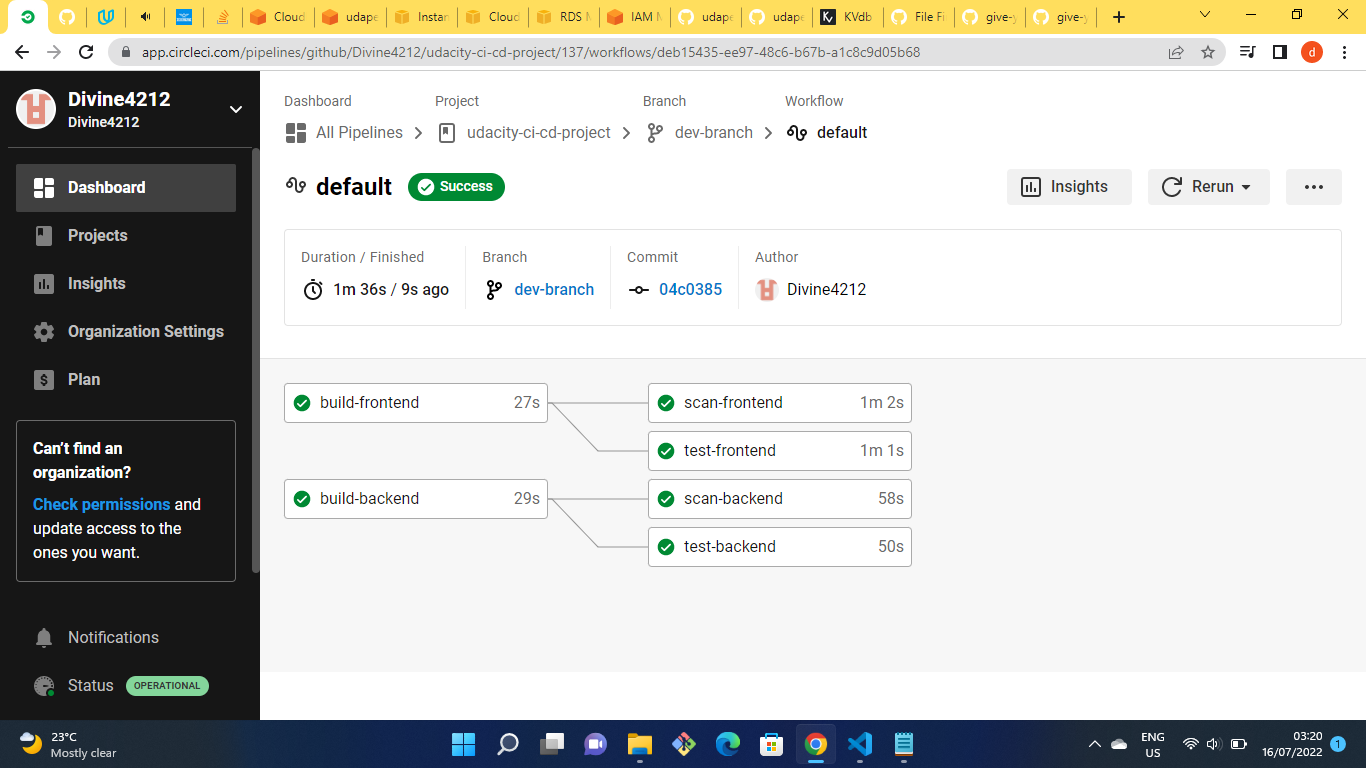 Cloud
udape
Instan
Cloud
RDS M
IAM M
udape
udape
KVdb
File Fi
give-y
give-y
app.circleci.com/pipelines/github/Divine4212/udacity-ci-cd-project/137/workflows/deb15435-ee97-48c6-b67b-a1c8c9d05b68
d
Divine4212
Divine4212
Dashboard
Projects
Insights
Organization Settings
Plan
Can't find an
organization?
Check permissions and
update access to the
ones you want.
Notifications
Status OPERATIONAL
Dashboard Project Branch Workflow
All Pipelines udacity-ci-cd-project dev-branch default
default Success
Insights Rerun
Duration / Finished Branch Commit Author
1m 36s / 9s ago dev-branch 04c0385 Divine4212
build-frontend 27s scan-frontend 1m 2s
test-frontend 1m 1s
build-backend 29s scan-backend 58s
test-backend 50s
23°C
Mostly clear
ENG
US
03:20
16/07/2022
1